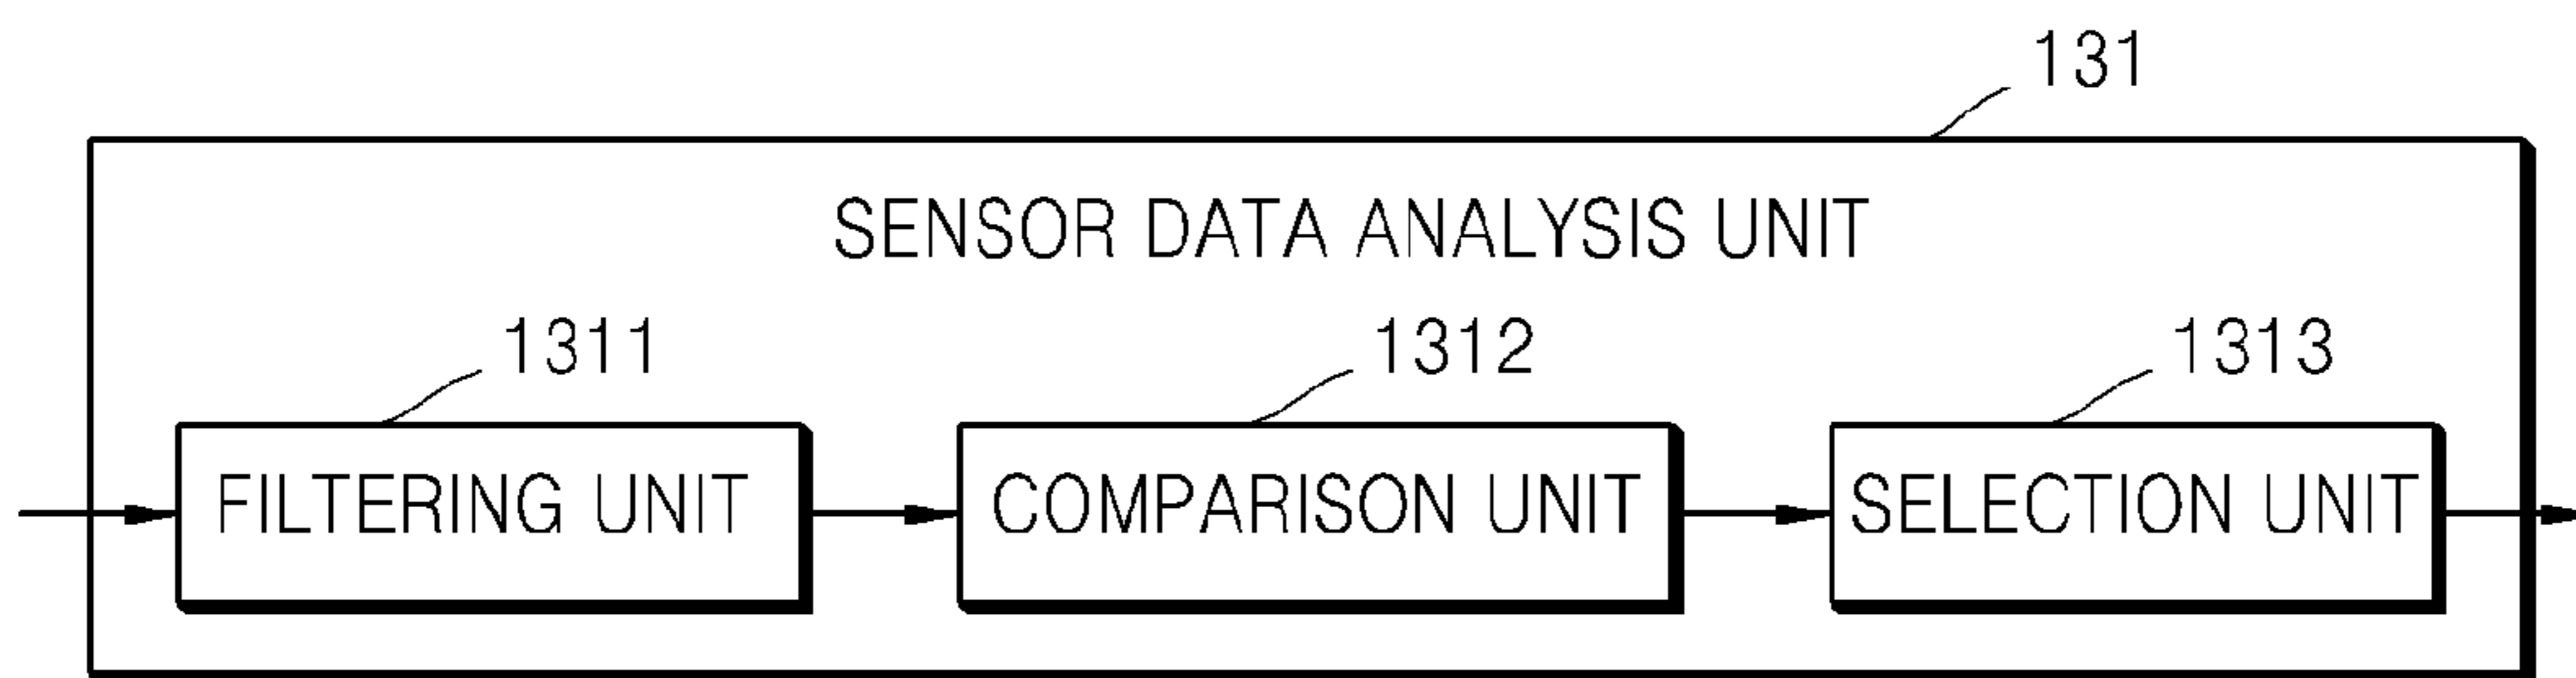 131
SENSOR DATA ANALYSIS UNIT
1311 1312 1313
FILTERING UNIT COMPARISON UNIT SELECTION UNIT